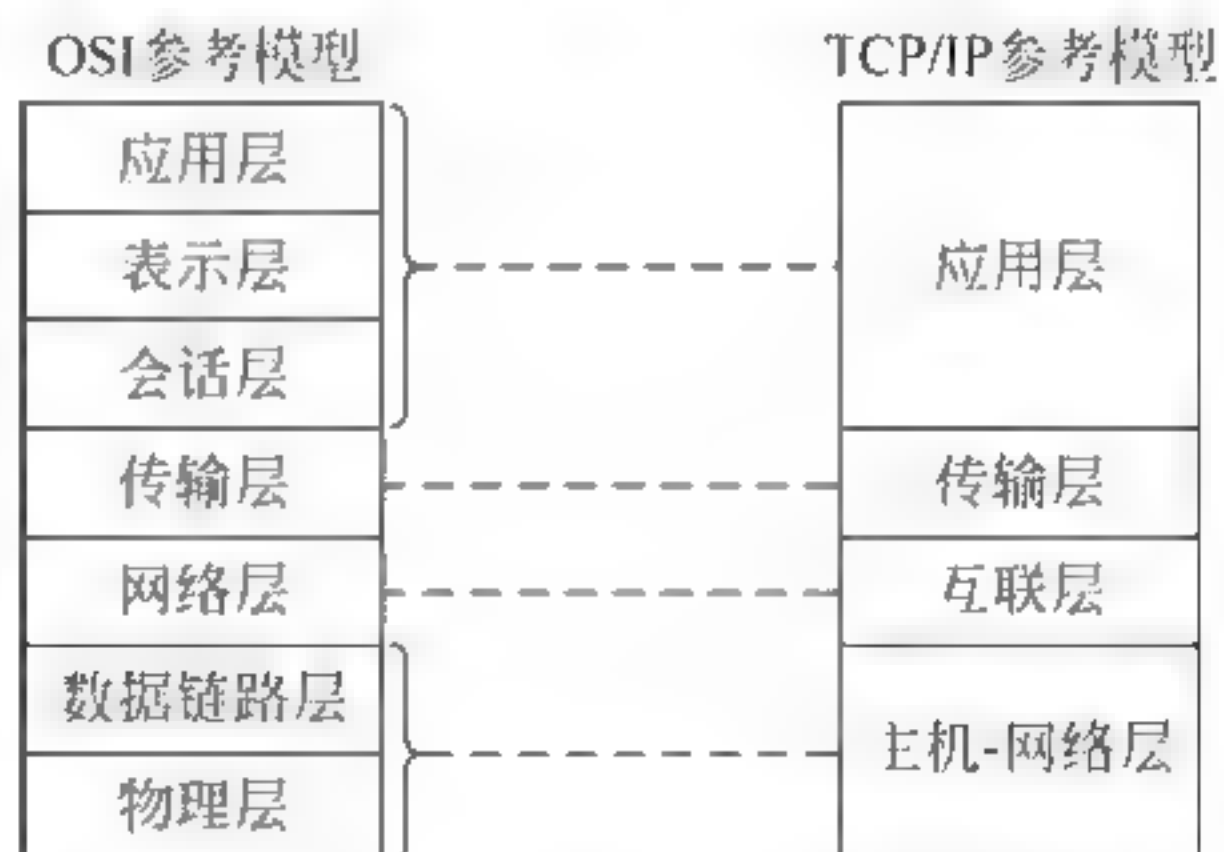 OSI参考模型
TCP/IP参考模型
应用层
表示层
会话层
传输层
网络层
数据链路层
物理层
应用层
传输层
互联层
主机-网络层